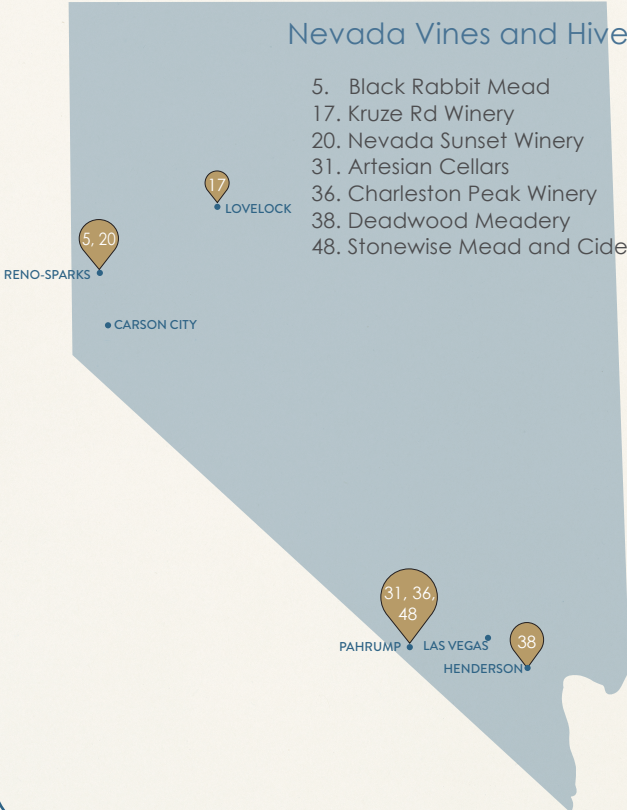 Nevada Vines and Hive
5. Black Rabbit Mead
17. Kruze Rd Winery
20. Nevada Sunset Winery
31. Artesian Cellars
36. Charleston Peak Winery
38. Deadwood Meadery
48. Stonewise Mead and Cide
17
LOVELOCK
5, 20
RENO-SPARKS
CARSON CITY
31, 36,
48
PAHRUMP
LAS VEGAS
38
HENDERSON